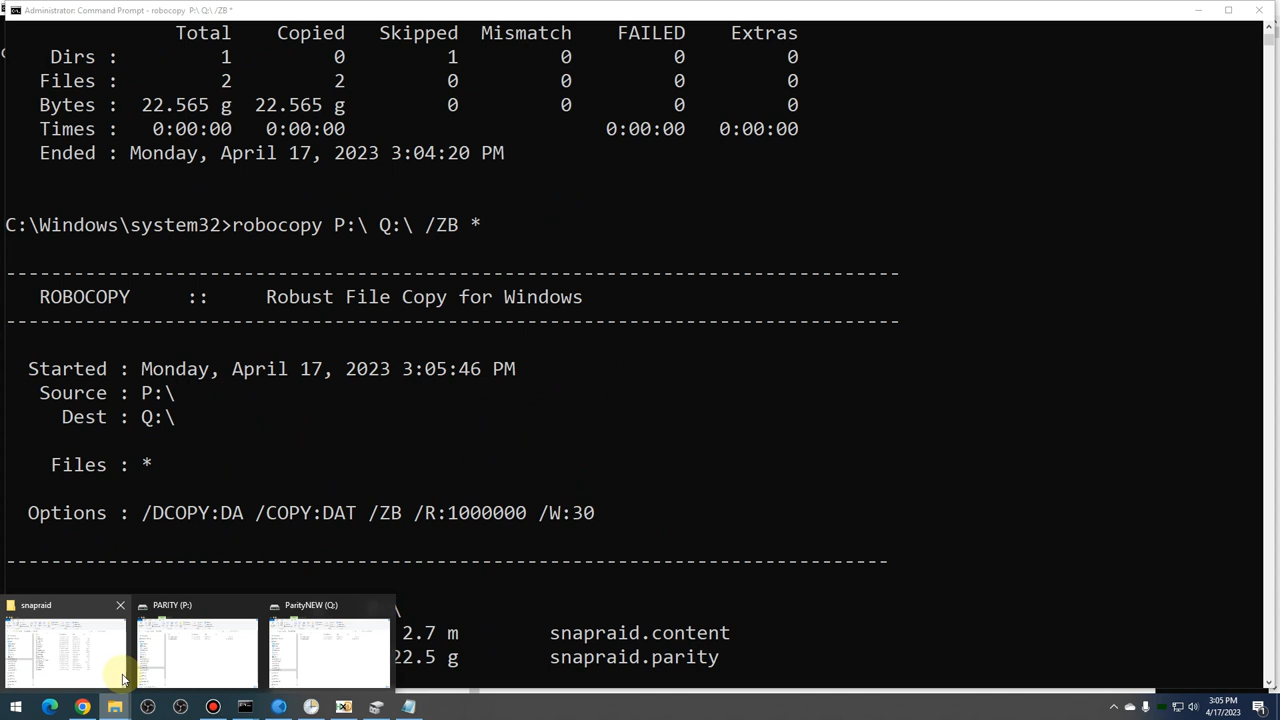 Administrator: Command Prompt - robocopy P:\ Q:\ /ZB *
Total Copied Skipped Mismatch FAILED Extras
Dirs : 1 0 1 0 0 0
Files : 2 2 0 0 0 0
Bytes : 22.565 g 22.565 g 0 0 0 0
Times : 0:00:00 0:00:00 0:00:00 0:00:00
Ended : Monday, April 17, 2023 3:04:20 PM
C:\Windows\system32>robocopy P:\ Q:\ /ZB *
-------------------------------------------------------------------------------
ROBOCOPY :: Robust File Copy for Windows
-------------------------------------------------------------------------------
Started : Monday, April 17, 2023 3:05:46 PM
Source : P:\
Dest : Q:\
Files : *
Options : /DCOPY:DA /COPY:DAT /ZB /R:1000000 /W:30
------------------------------------------------------------------------------
snapraid PARITY (P:) ParityNEW (Q:)
\
2.7 m snapraid.content
22.5 g snapraid.parity
3:05 PM
4/17/2023
1